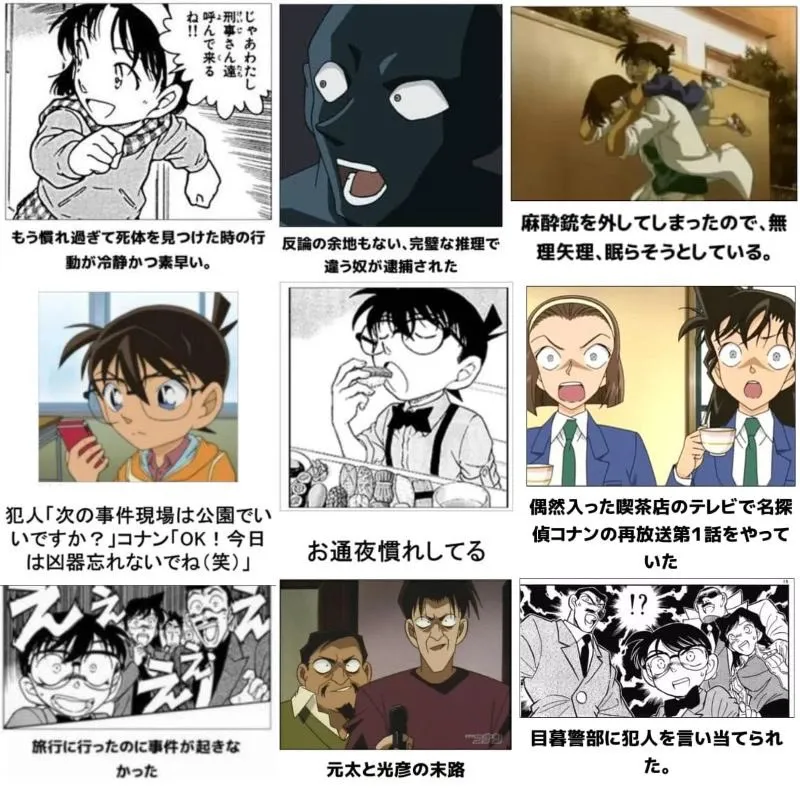 じゃあわたし
刑事さん達
呼んで来る
ね!!
もう慣れ過ぎて死体を見つけた時の行
動が冷静かつ素早い。
反論の余地もない、完璧な推理で
違う奴が逮捕された
麻酔銃を外してしまったので、無
理矢理、眠らそうとしている。
犯人「次の事件現場は公園でい
いですか?」コナン「OK!今日
は凶器忘れないでね(笑)」
お通夜慣れしてる
偶然入った喫茶店のテレビで名探
偵コナンの再放送第1話をやって
いた
えぇ えぇ えぇ
旅行に行ったのに事件が起きな
かった
元太と光彦の末路
!?
目暮警部に犯人を言い当てられ
た。